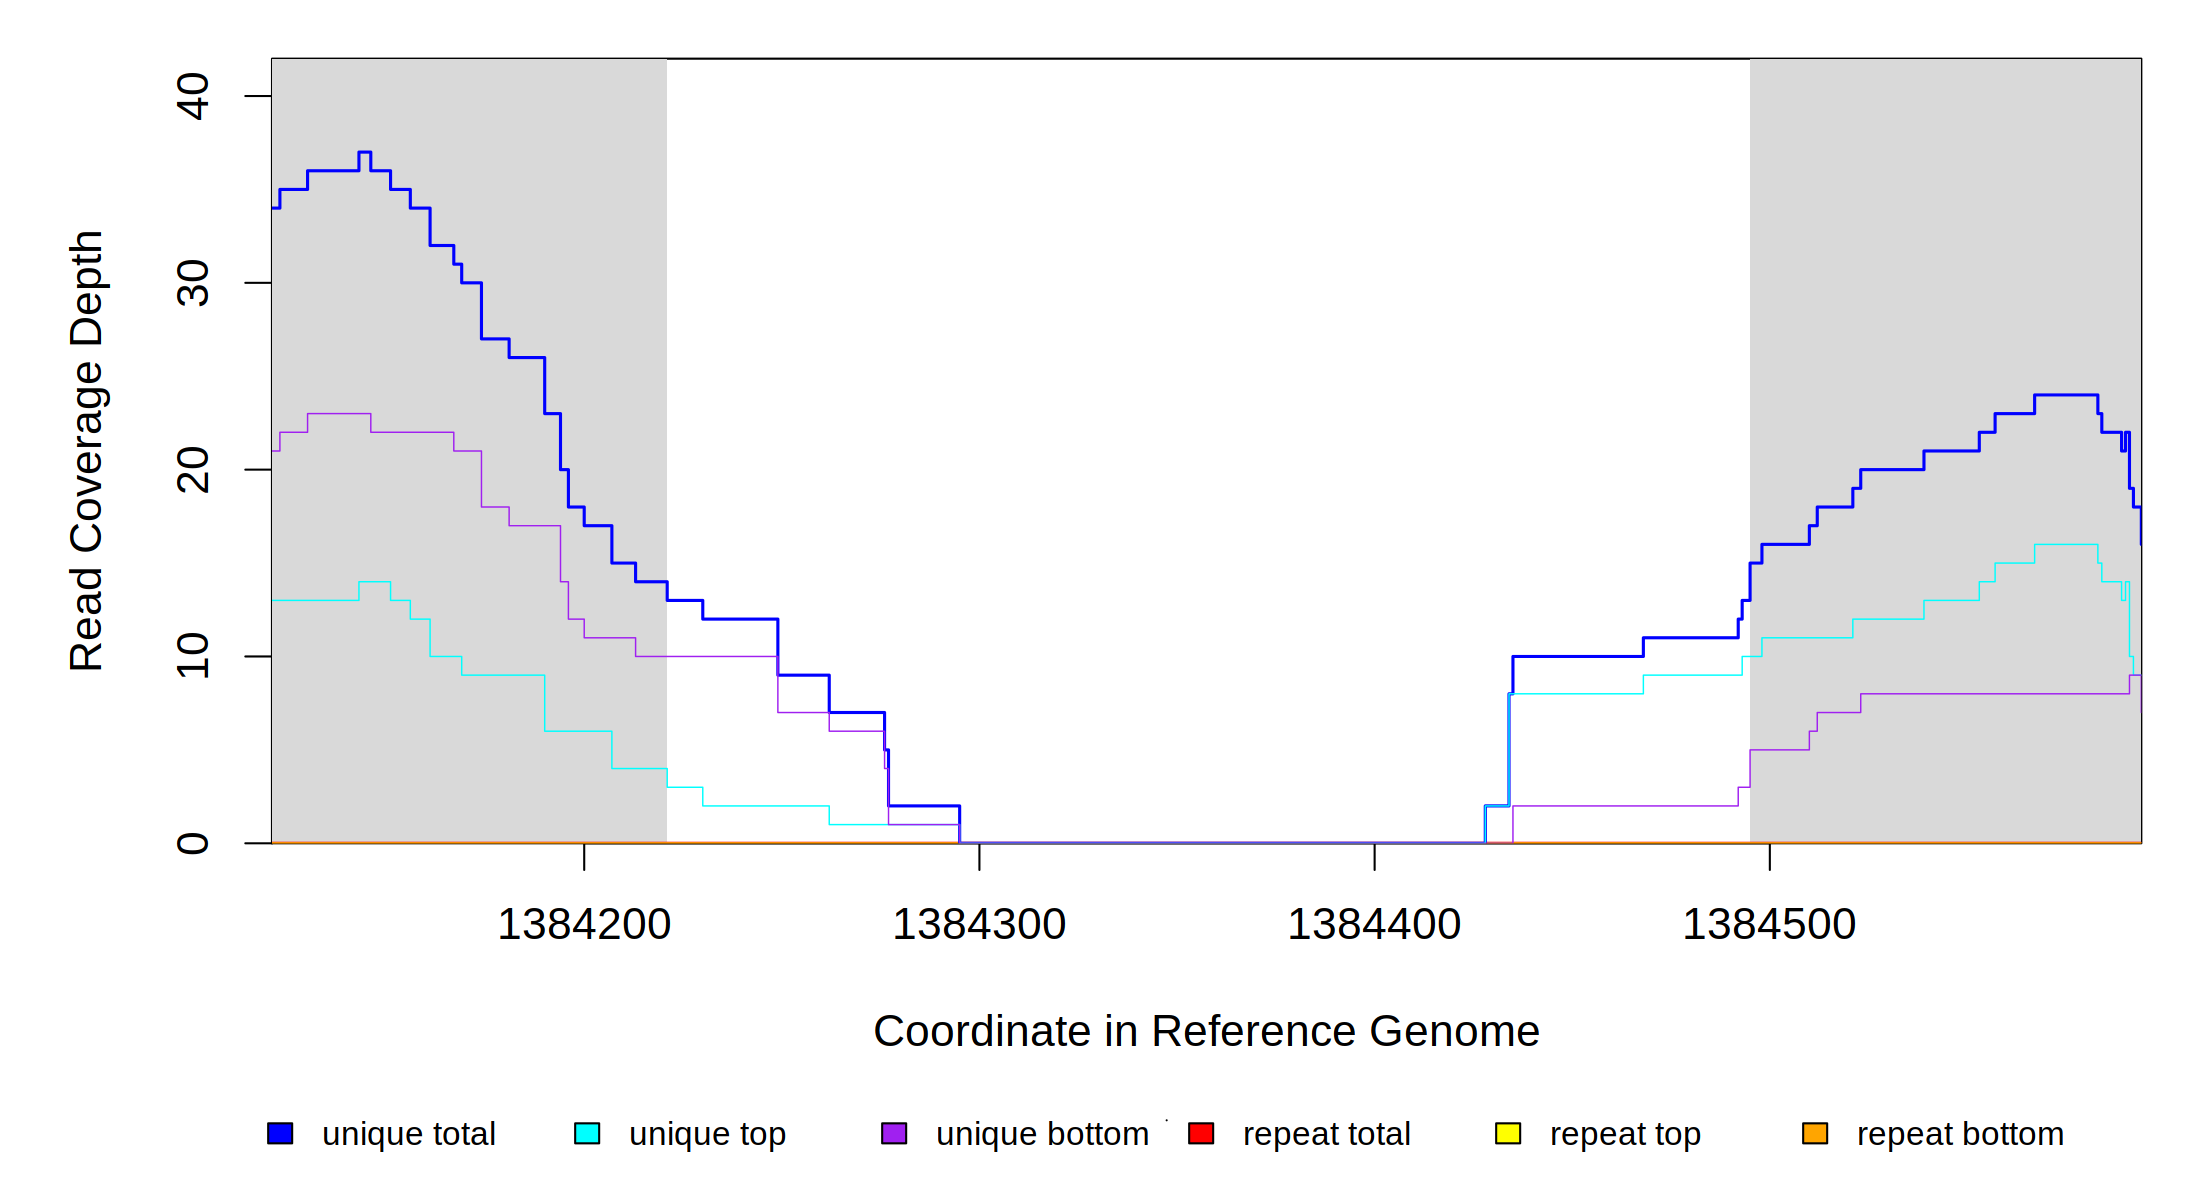 40
30
20
10
0
Read Coverage Depth
1384200 1384300 1384400 1384500
Coordinate in Reference Genome
unique total unique top unique bottom repeat total repeat top repeat bottom